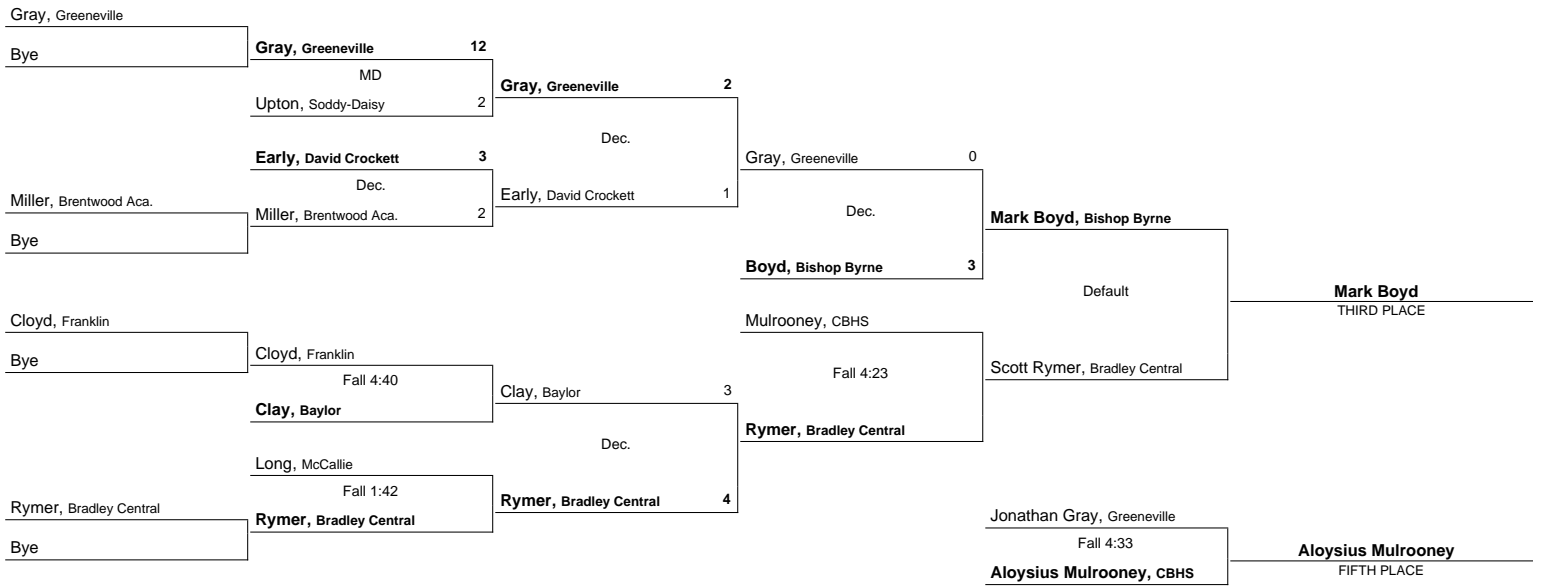 Gray, Greeneville
Bye
Miller, Brentwood Aca.
Bye
Cloyd, Franklin
Bye
Rymer, Bradley Central
Bye
Gray, Greeneville 12
MD
Upton, Soddy-Daisy 2
Early, David Crockett 3
Dec.
Miller, Brentwood Aca. 2
Cloyd, Franklin
Fall 4:40
Clay, Baylor
Long, McCallie
Fall 1:42
Rymer, Bradley Central
Gray, Greeneville 2
Dec.
Early, David Crockett 1
Clay, Baylor 3
Dec.
Rymer, Bradley Central 4
Gray, Greeneville 0
Dec.
Boyd, Bishop Byrne 3
Mulrooney, CBHS
Fall 4:23
Rymer, Bradley Central
Mark Boyd, Bishop Byrne
Default
Scott Rymer, Bradley Central
Mark Boyd
THIRD PLACE
Jonathan Gray, Greeneville
Fall 4:33
Aloysius Mulrooney, CBHS
Aloysius Mulrooney
FIFTH PLACE